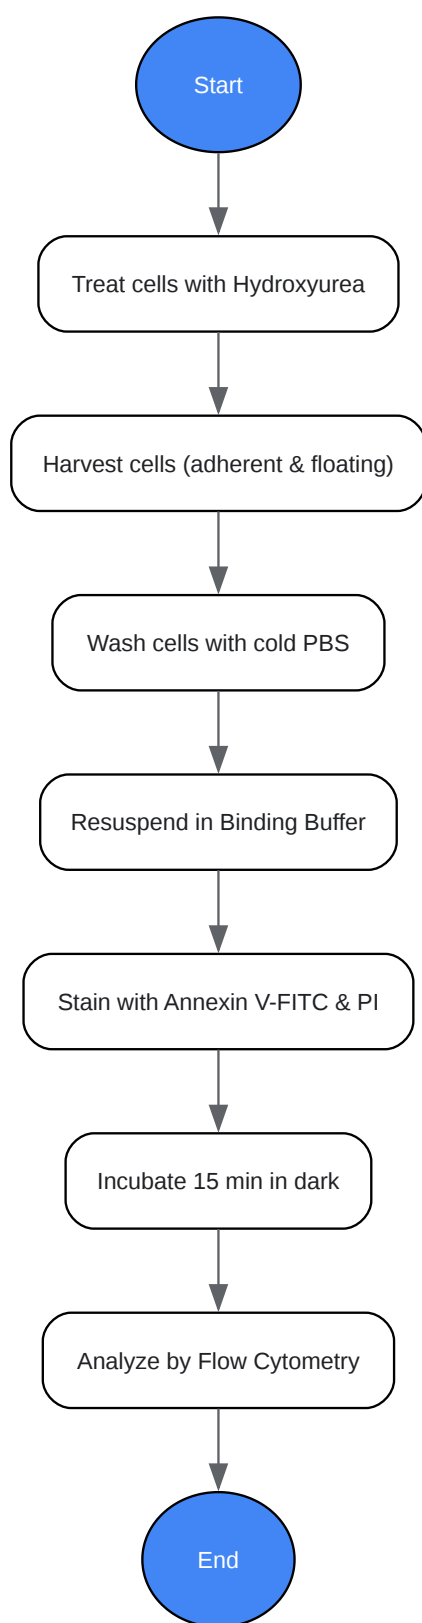 Start
Treat cells with Hydroxyurea
Harvest cells (adherent & floating)
Wash cells with cold PBS
Resuspend in Binding Buffer
Stain with Annexin V-FITC & PI
Incubate 15 min in dark
Analyze by Flow Cytometry
End